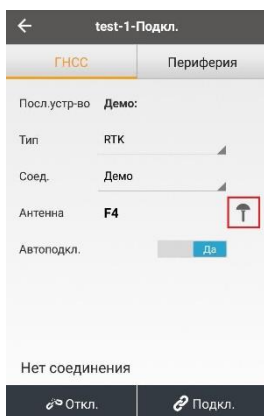 test-1-Подкл.
ГНСС Периферия
Посл.устр-во Демо:
Тип RTK
Соед. Демо
Антенна F4
Автоподкл. Да
Нет соединения
Откл. Подкл.